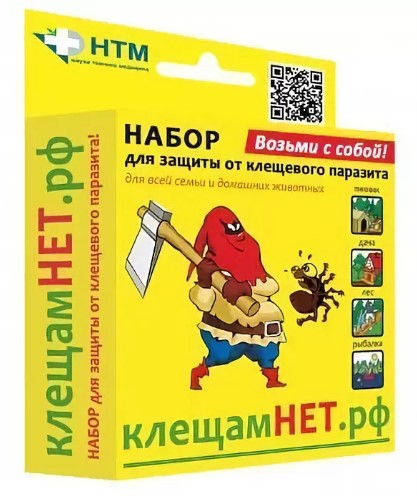 НТМ
наука техника медицина
НАБОР
Возьми с собой!
для защиты от клещевого паразита
для всей семьи и домашних животных
пикник
дача
лес
рыбалка
клещамНЕТ.рф
НАБОР для защиты от клещевого паразита!
клещамНЕТ.рф